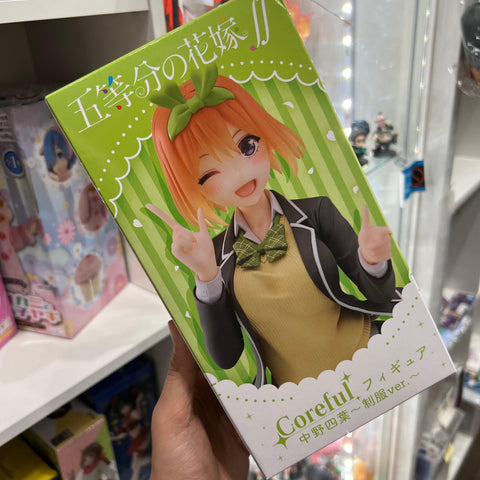 五等分の花嫁∬
Coreful フィギュア
中野四葉～制服ver.～